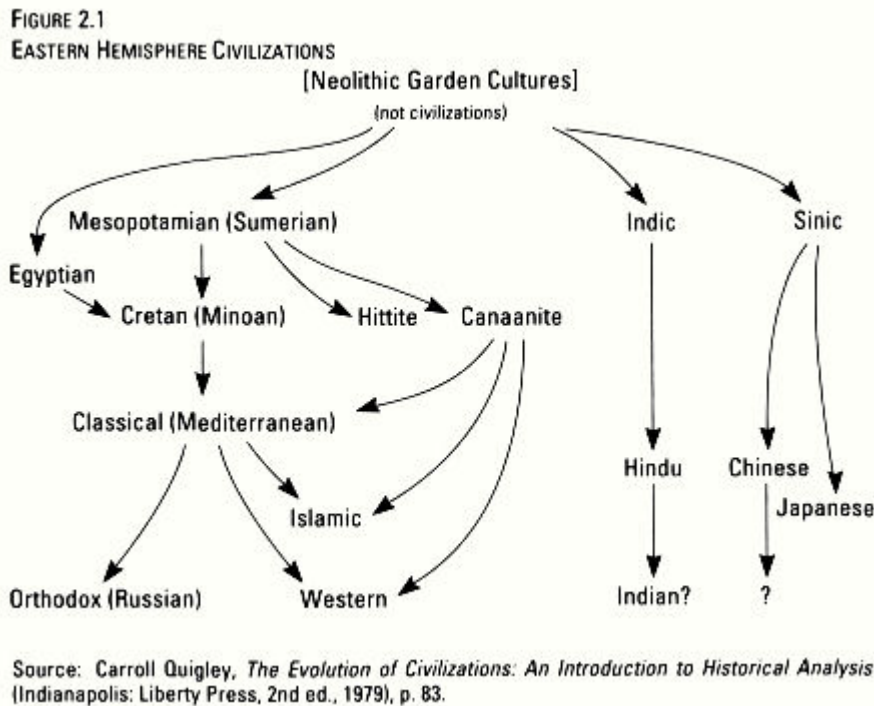 FIGURE 2.1
EASTERN HEMISPHERE CIVILIZATIONS
[Neolithic Garden Cultures]
(not civilizations)
Mesopotamian (Sumerian)
Indic
Sinic
Egyptian
Cretan (Minoan)
Hittite
Canaanite
Classical (Mediterranean)
Hindu
Chinese
Japanese
Islamic
Orthodox (Russian)
Western
Indian?
?
Source: Carroll Quigley, The Evolution of Civilizations: An Introduction to Historical Analysis
(Indianapolis: Liberty Press, 2nd ed., 1979), p. 83.